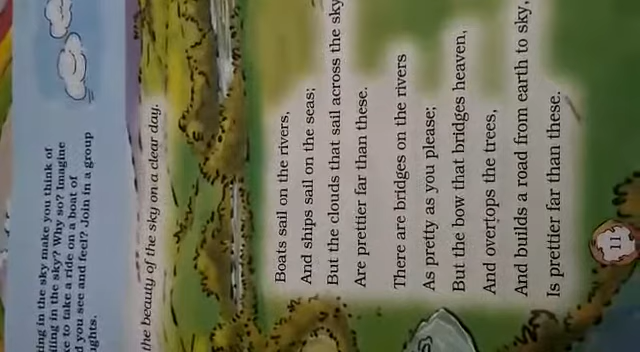 ting in the sky make you think of
iling in the sky? Why so? Imagine
ke to take a ride on a boat of
d you see and feel? Join in a group
ughts.
the beauty of the sky on a clear day.
Boats sail on the rivers,
And ships sail on the seas;
But the clouds that sail across the sky
Are prettier far than these.
There are bridges on the rivers
As pretty as you please;
But the bow that bridges heaven,
And overtops the trees,
And builds a road from earth to sky,
Is prettier far than these.
11